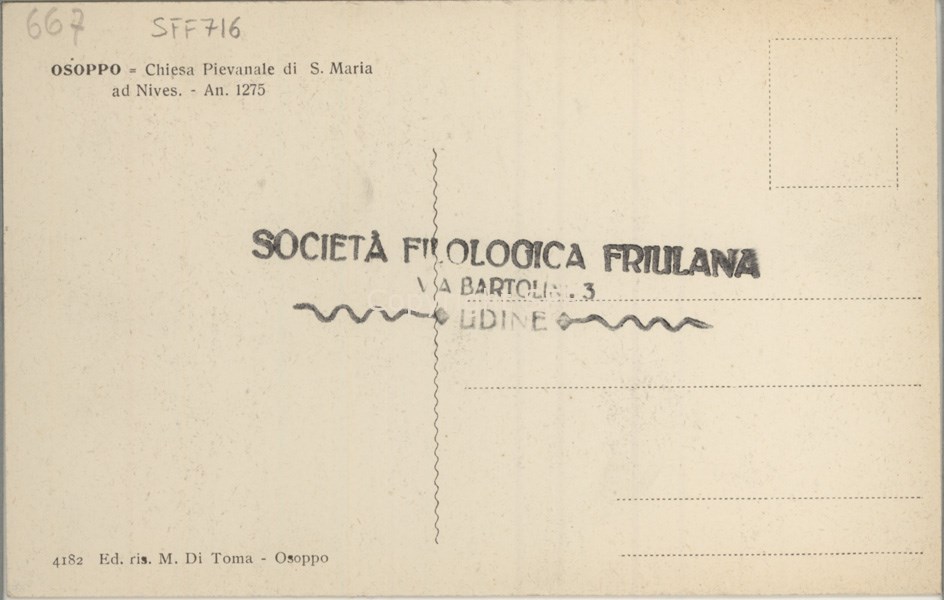 667 SFF716
OSOPPO = Chiesa Pievanale di S. Maria
ad Nives. - An. 1275
SOCIETÀ FILOLOGICA FRIULANA
VIA BARTOLINI. 3
UDINE
4182 Ed. ris. M. Di Toma - Osoppo